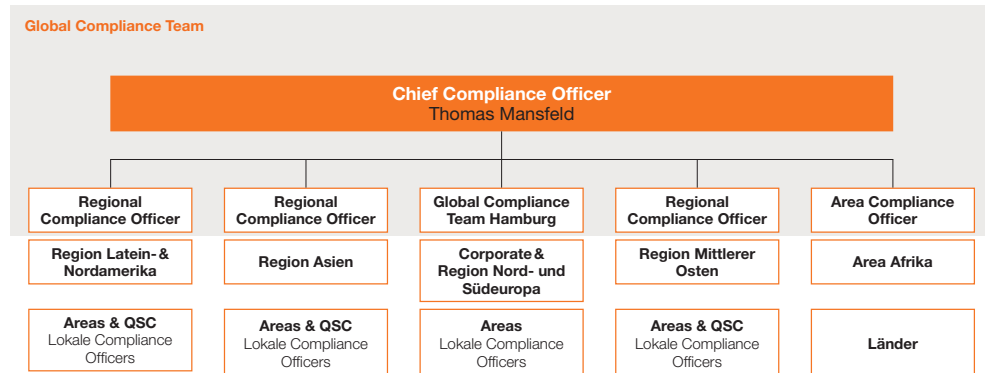 Global Compliance Team
Chief Compliance Officer
Thomas Mansfeld
Regional
Compliance Officer
Regional
Compliance Officer
Global Compliance
Team Hamburg
Regional
Compliance Officer
Area Compliance
Officer
Region Latein- &
Nordamerika
Region Asien
Corporate &
Region Nord- und
Südeuropa
Region Mittlerer
Osten
Area Afrika
Areas & QSC
Lokale Compliance
Officers
Areas & QSC
Lokale Compliance
Officers
Areas
Lokale Compliance
Officers
Areas & QSC
Lokale Compliance
Officers
Länder